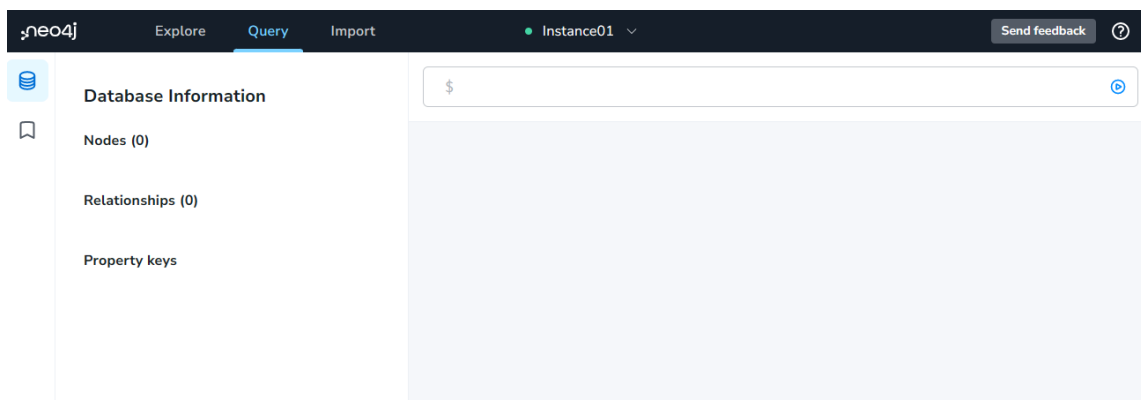 neo4j Explore Query Import Instance01 Send feedback ?
$
Database Information
Nodes (0)
Relationships (0)
Property keys